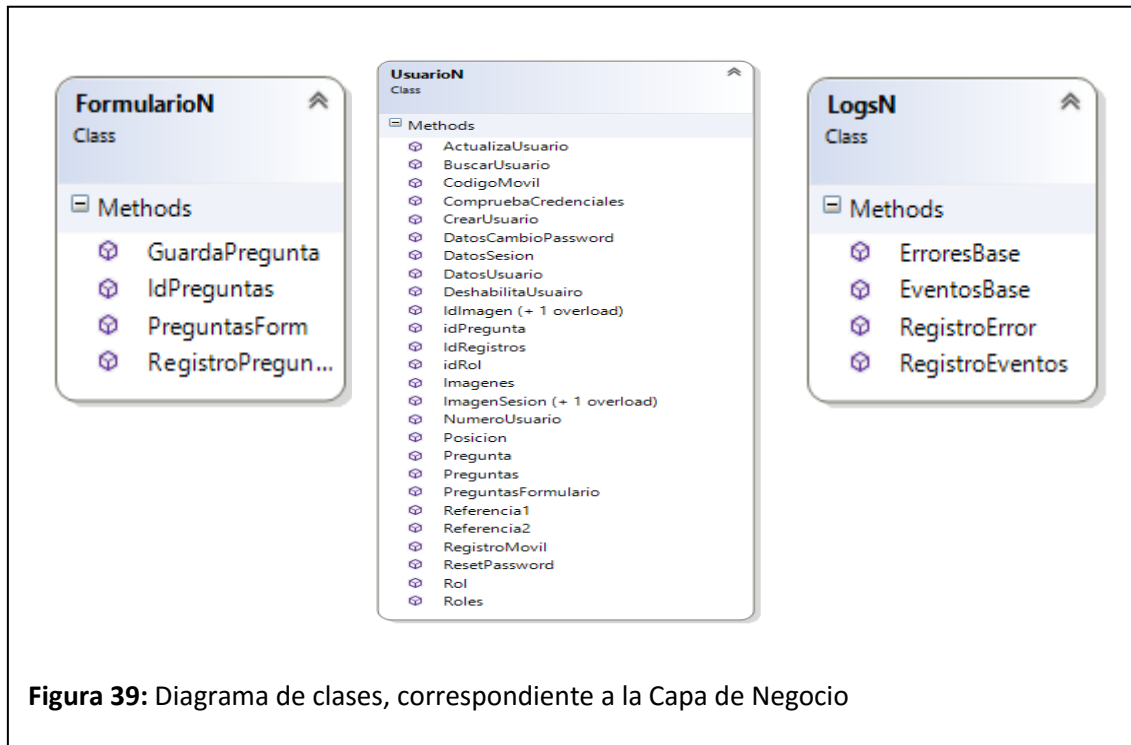 FormularioN
Class
Methods
GuardaPregunta
IdPreguntas
PreguntasForm
RegistroPregun...
UsuarioN
Class
Methods
ActualizaUsuario
BuscarUsuario
CodigoMovil
CompruebaCredenciales
CrearUsuario
DatosCambioPassword
DatosSesion
DatosUsuario
DeshabilitaUsuairo
IdImagen (+ 1 overload)
idPregunta
IdRegistros
idRol
Imagenes
ImagenSesion (+ 1 overload)
NumeroUsuario
Posicion
Pregunta
Preguntas
PreguntasFormulario
Referencia1
Referencia2
RegistroMovil
ResetPassword
Rol
Roles
LogsN
Class
Methods
ErroresBase
EventosBase
RegistroError
RegistroEventos
Figura 39: Diagrama de clases, correspondiente a la Capa de Negocio